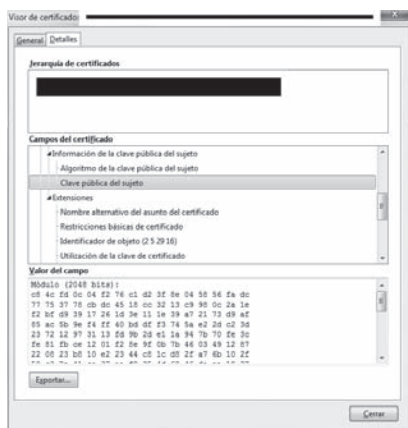 Visor de certificado:
General Detalles
Jerarquía de certificados
Campos del certificado
Información de la clave pública del sujeto
Algoritmo de la clave pública del sujeto
Clave pública del sujeto
Extensiones
Nombre alternativo del asunto del certificado
Restricciones básicas de certificado
Identificador de objeto (2 5 29 16)
Utilización de la clave de certificado
Valor del campo
Módulo (2048 bits):
c8 4c fd 0c 04 f2 76 c1 d2 3f 8e 04 58 56 fa dc
77 75 37 78 cb dc 45 18 cc 32 13 c9 98 0c 2a 1e
f2 bf d9 39 17 26 1d 3e 11 1e 39 a7 21 73 d9 af
85 ac 5b 9e f4 ff 40 bd df f3 74 5a e2 2d c2 3d
23 72 12 97 31 13 fd 9b 2d e1 1a 94 7b 70 fe 3c
fe 81 fb ce 12 01 f2 8e 9f 0b 7b 46 03 49 12 87
22 08 23 b8 10 e2 23 44 c8 1c d8 2f a7 6b 10 2f
Exportar...
Cerrar